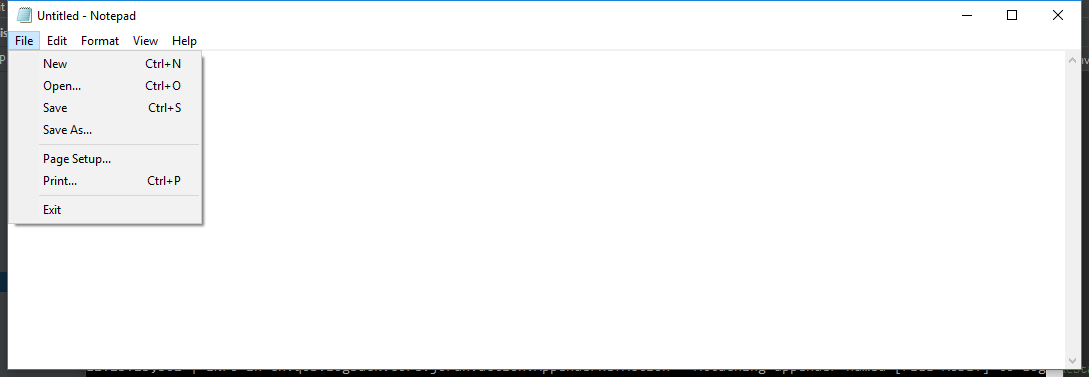 Untitled - Notepad
File Edit Format View Help
New Ctrl+N
Open... Ctrl+O
Save Ctrl+S
Save As...
Page Setup...
Print... Ctrl+P
Exit